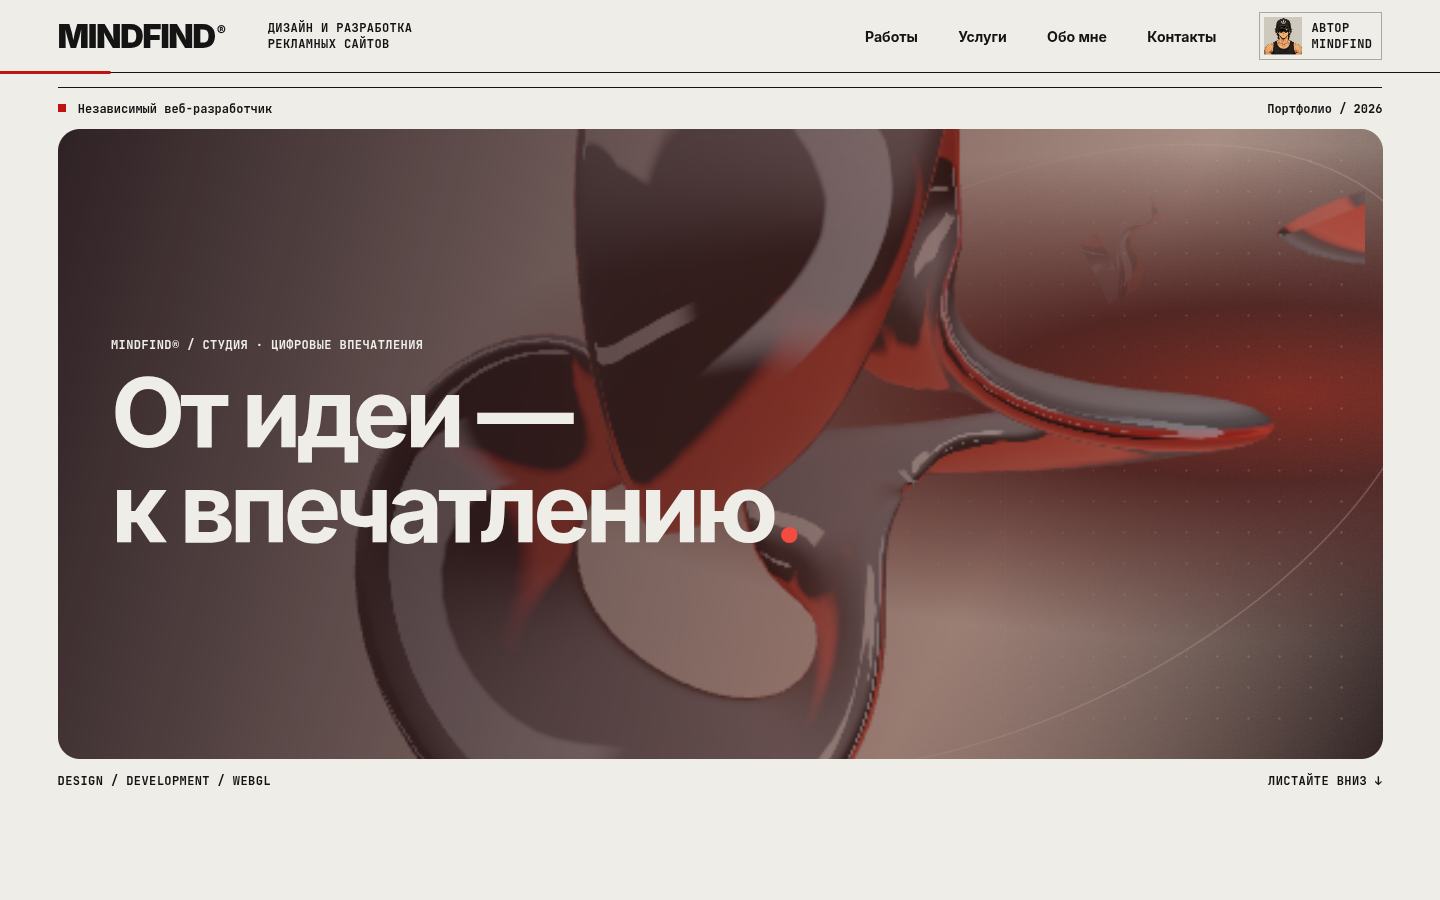 MINDFIND®
ДИЗАЙН И РАЗРАБОТКА
РЕКЛАМНЫХ САЙТОВ
Работы
Услуги
Обо мне
Контакты
АВТОР
MINDFIND
Независимый веб-разработчик
Портфолио / 2026
MINDFIND® / СТУДИЯ · ЦИФРОВЫЕ ВПЕЧАТЛЕНИЯ
От идеи —
к впечатлению.
DESIGN / DEVELOPMENT / WEBGL
ЛИСТАЙТЕ ВНИЗ ↓